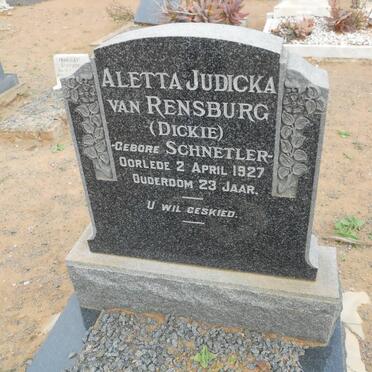 ALETTA JUDICKA
VAN RENSBURG
(DICKIE)
-GEBORE SCHNETLER-
OORLEDE 2 APRIL 1927
OUDERDOM 23 JAAR.
U WIL GESKIED.